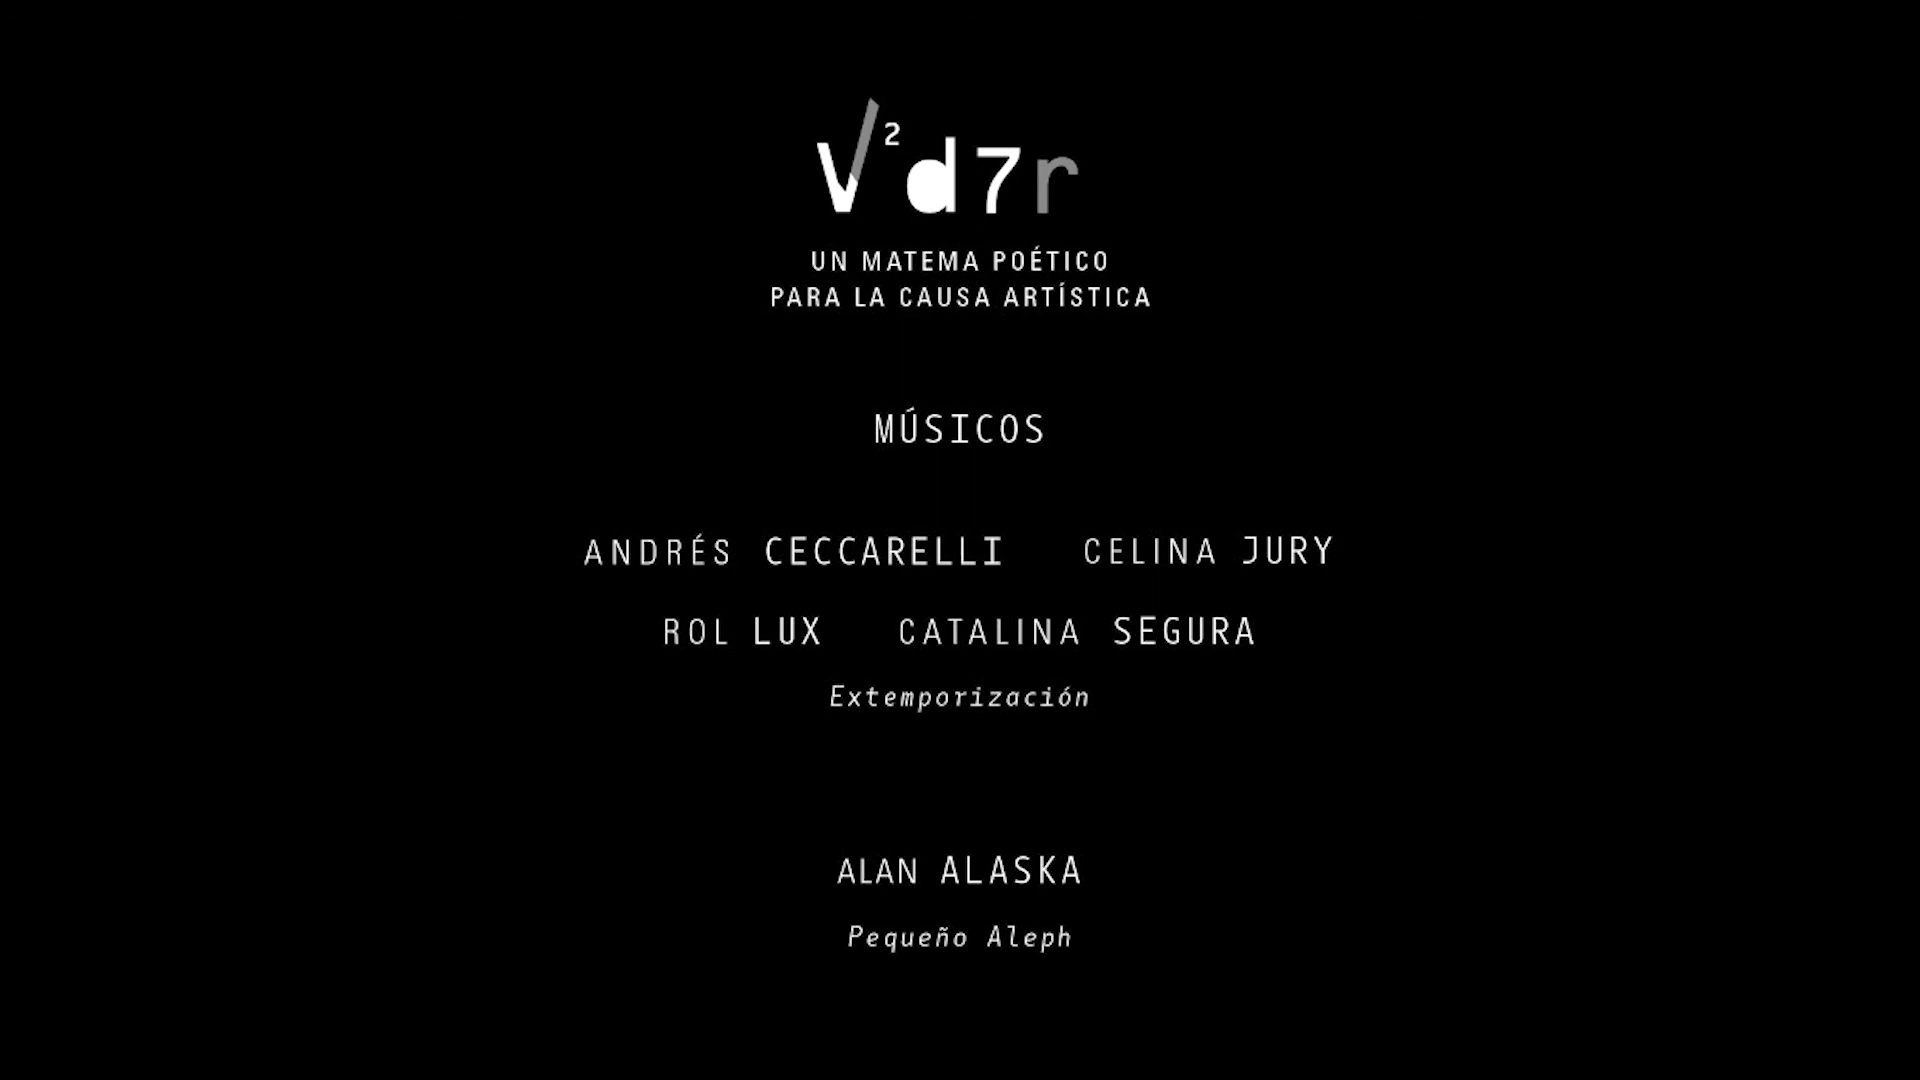 V²d7r
UN MATEMA POÉTICO
PARA LA CAUSA ARTÍSTICA
MÚSICOS
ANDRÉS CECCARELLI CELINA JURY
ROL LUX CATALINA SEGURA
Extemporización
ALAN ALASKA
Pequeño Aleph